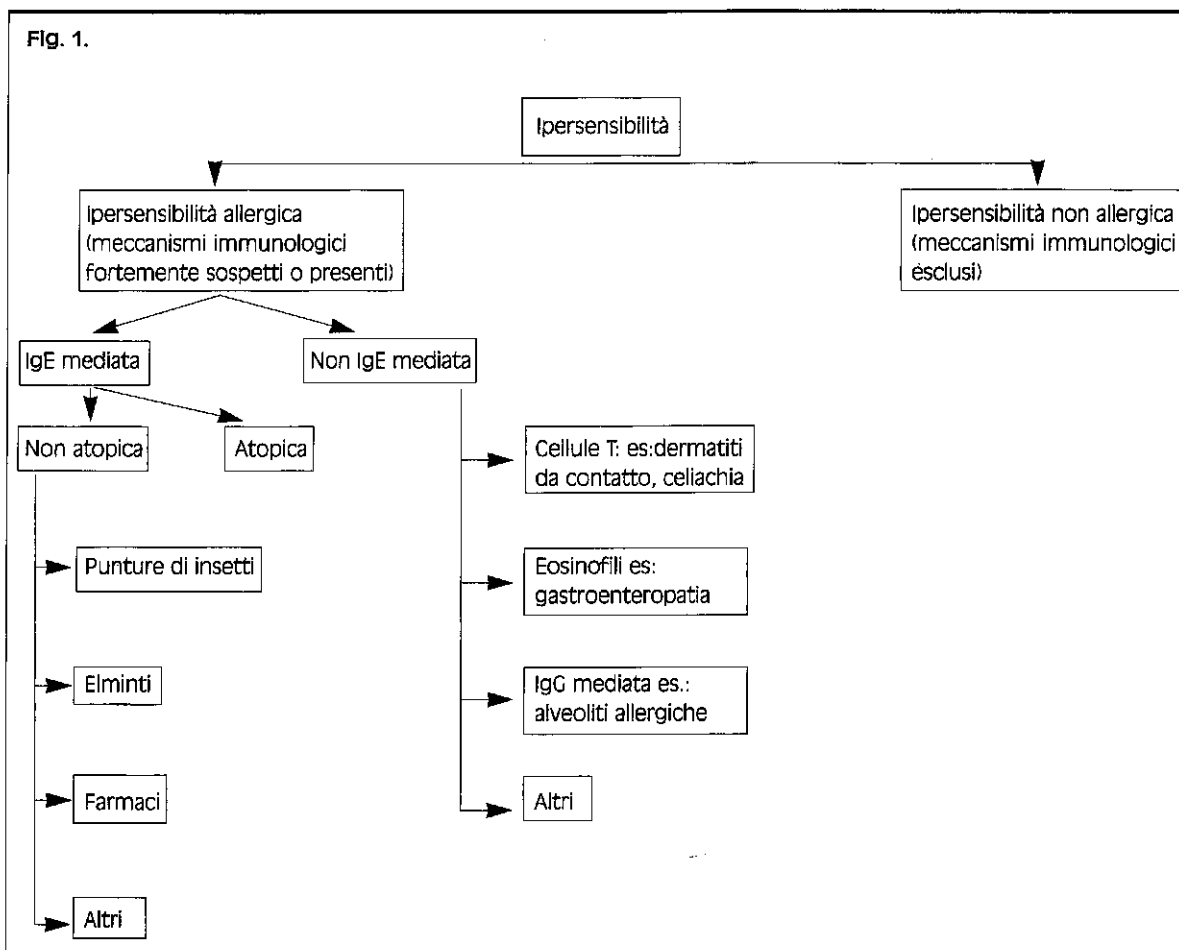 Fig. 1.
Ipersensibilità
Ipersensibilità allergica
(meccanismi immunologici
fortemente sospetti o presenti)
Ipersensibilità non allergica
(meccanismi immunologici
esclusi)
IgE mediata
Non IgE mediata
Non atopica
Atopica
Cellule T: es:dermatiti
da contatto, celiachia
Punture di insetti
Eosinofili es:
gastroenteropatia
Elminti
IgG mediata es.:
alveoliti allergiche
Farmaci
Altri
Altri